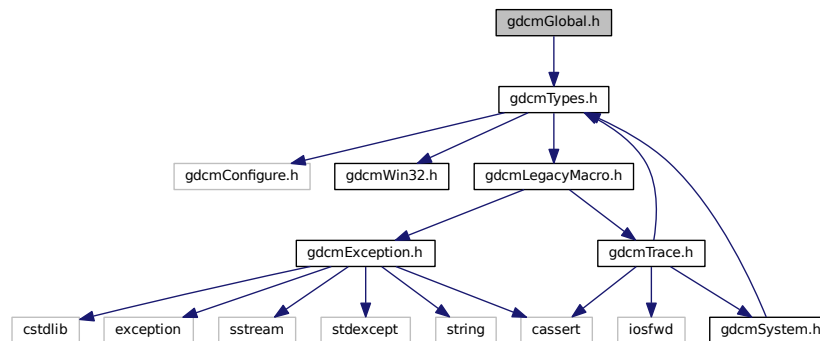 gdcmGlobal.h
gdcmTypes.h
gdcmConfigure.h
gdcmWin32.h
gdcmLegacyMacro.h
gdcmException.h
gdcmTrace.h
cstdlib
exception
sstream
stdexcept
string
cassert
iosfwd
gdcmSystem.h